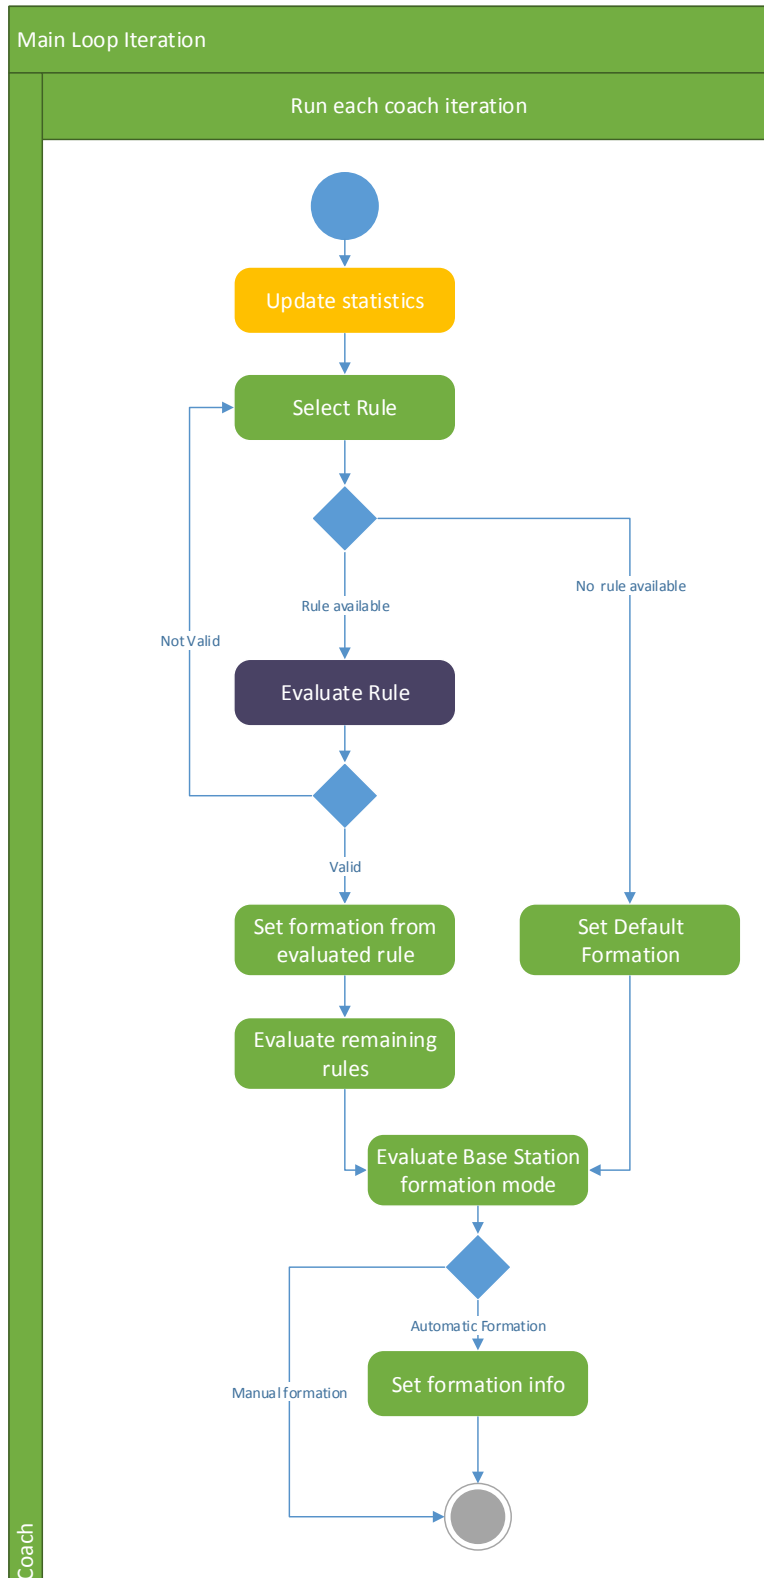 Main Loop Iteration
Run each coach iteration
Update statistics
Select Rule
No rule available
Rule available
Not Valid
Evaluate Rule
Valid
Set formation from
evaluated rule
Set Default
Formation
Evaluate remaining
rules
Evaluate Base Station
formation mode
Automatic Formation
Set formation info
Manual formation
Coach